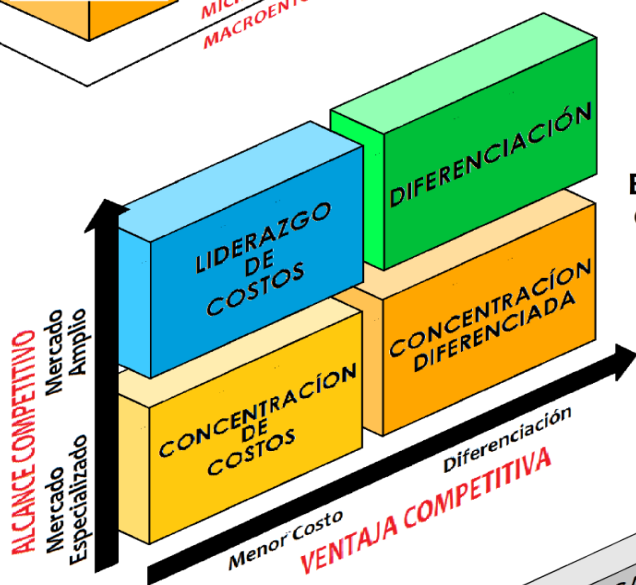 MACROENTO
DIFERENCIACIÓN
LIDERAZGO
DE
COSTOS
CONCENTRACÍON
DIFERENCIADA
CONCENTRACÍON
DE
COSTOS
ALCANCE COMPETITIVO
Mercado
Amplio
Mercado
Especializado
Menor Costo
Diferenciación
VENTAJA COMPETITIVA